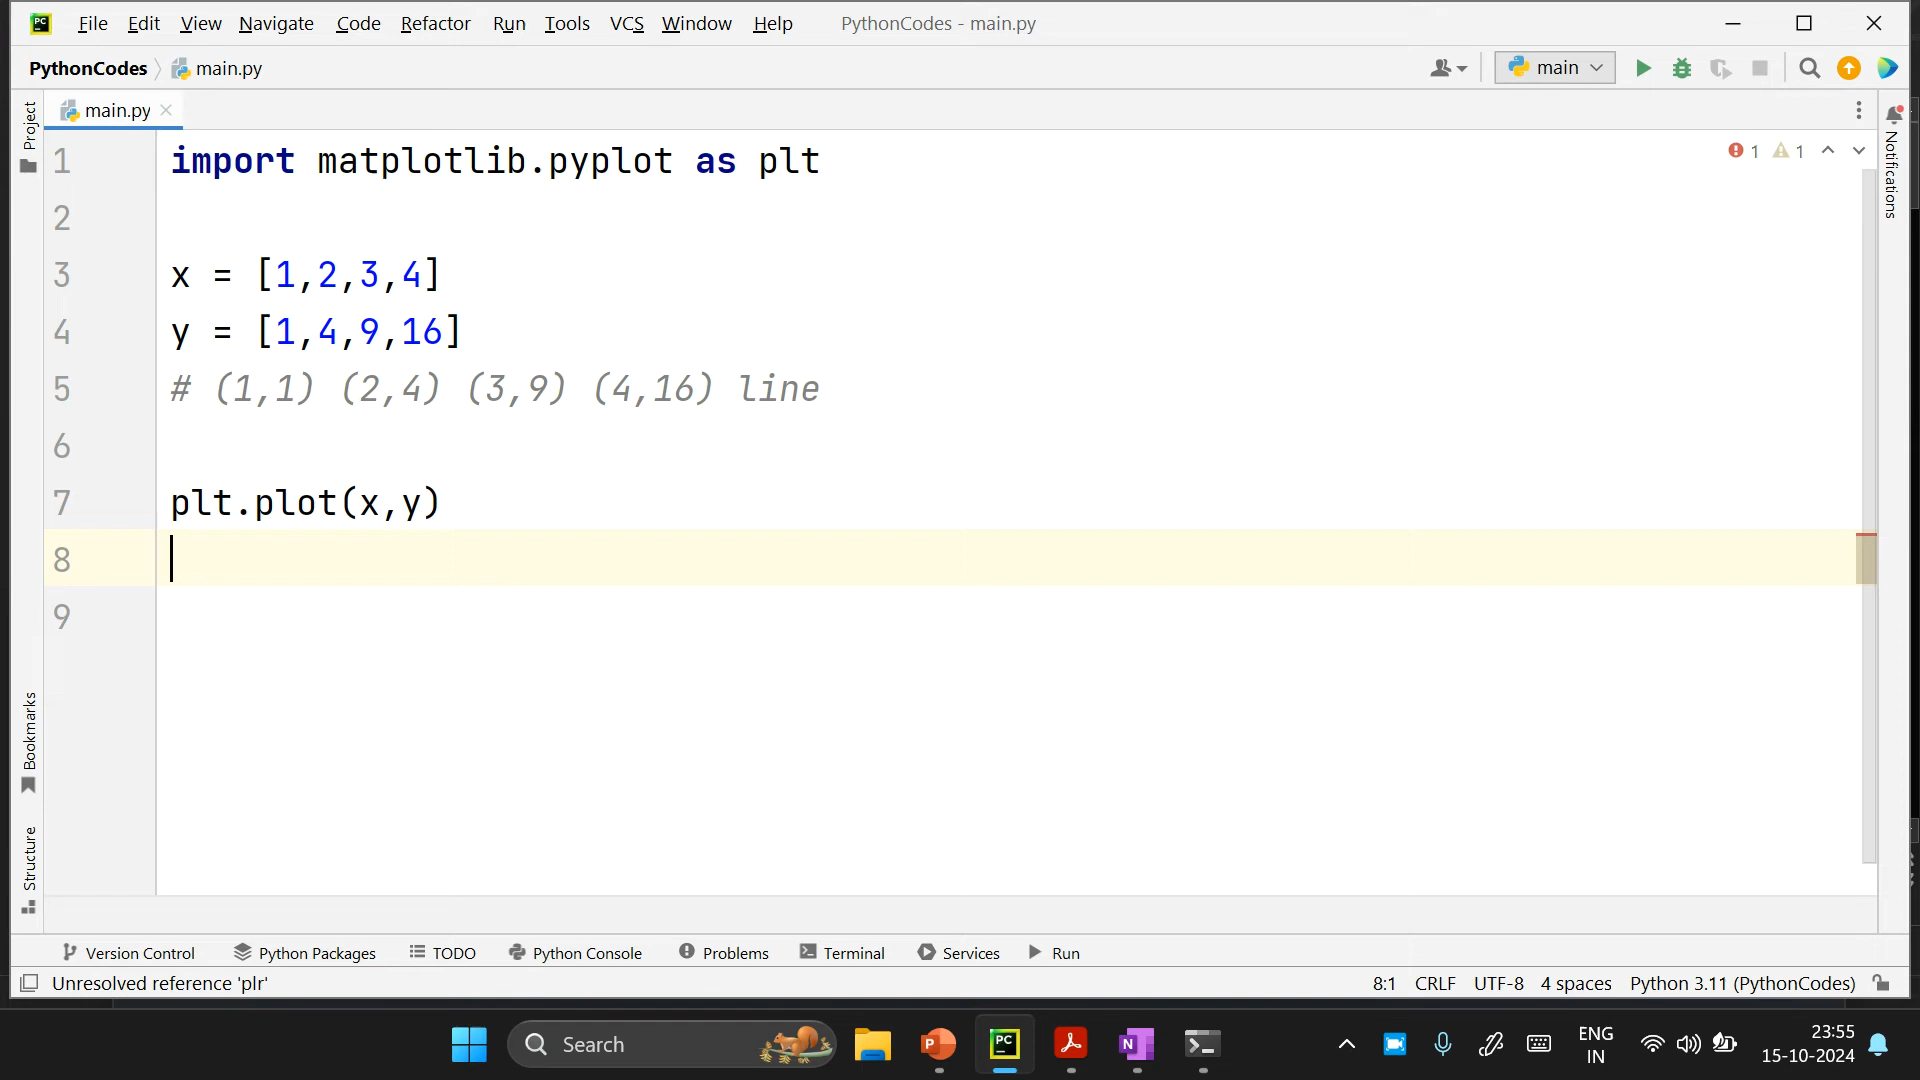 File Edit View Navigate Code Refactor Run Tools VCS Window Help PythonCodes - main.py
PythonCodes main.py main
Project
main.py
Notifications
1 import matplotlib.pyplot as plt
1 1
2
3 x = [1,2,3,4]
4 y = [1,4,9,16]
5 # (1,1) (2,4) (3,9) (4,16) line
6
7 plt.plot(x,y)
8
9
Bookmarks
Structure
Version Control Python Packages TODO Python Console Problems Terminal Services Run
Unresolved reference 'plr' 8:1 CRLF UTF-8 4 spaces Python 3.11 (PythonCodes)
Search
ENG
IN
23:55
15-10-2024